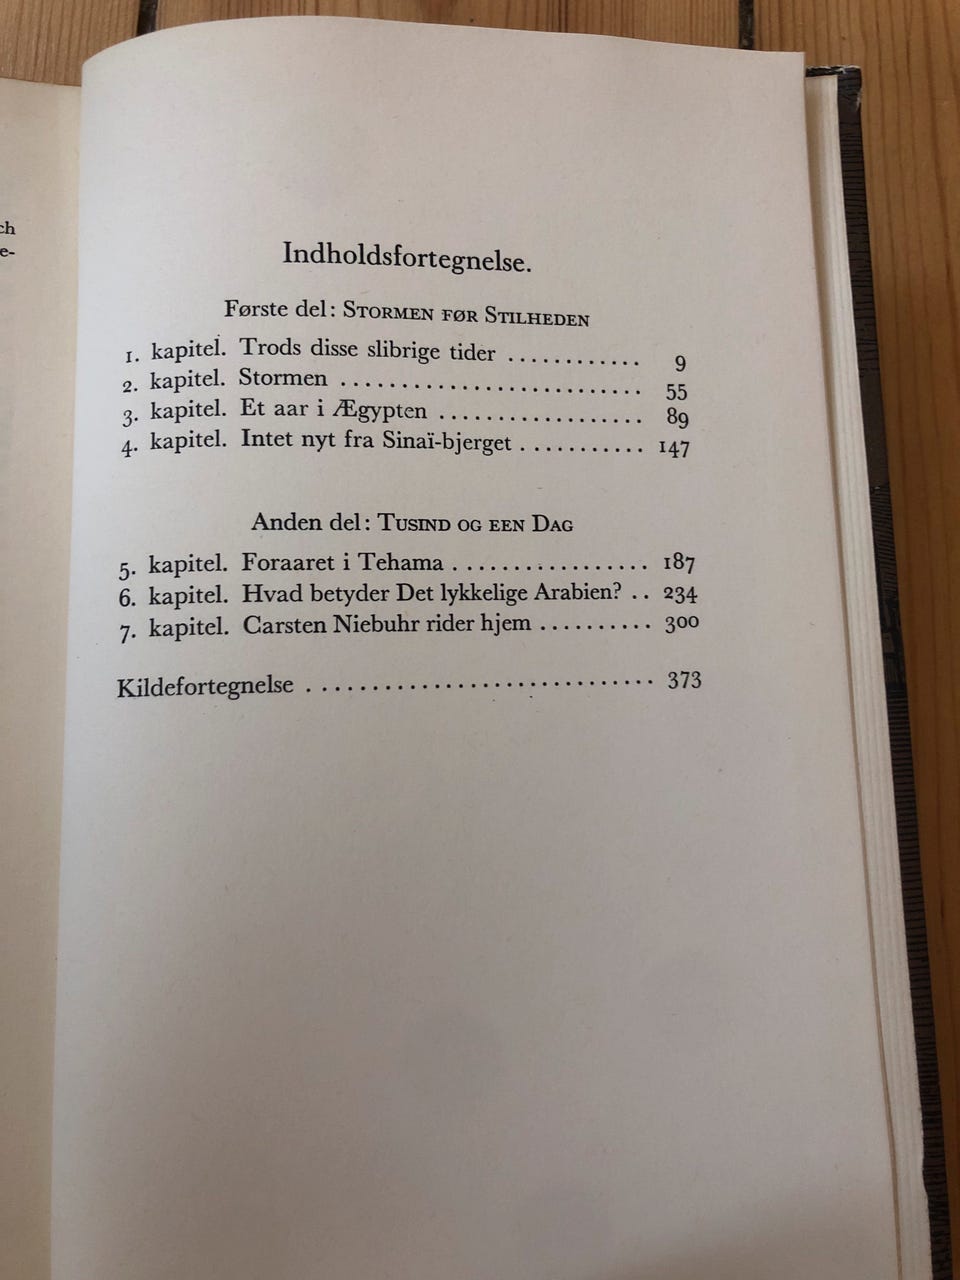 ch
e-
Indholdsfortegnelse.
Første del: STORMEN FØR STILHEDEN
1. kapitel. Trods disse slibrige tider ............ 9
2. kapitel. Stormen ......................... 55
3. kapitel. Et aar i Ægypten ................. 89
4. kapitel. Intet nyt fra Sinaï-bjerget ........... 147
Anden del: TUSIND OG EEN DAG
5. kapitel. Foraaret i Tehama ................ 187
6. kapitel. Hvad betyder Det lykkelige Arabien? .. 234
7. kapitel. Carsten Niebuhr rider hjem .......... 300
Kildefortegnelse ............................ 373